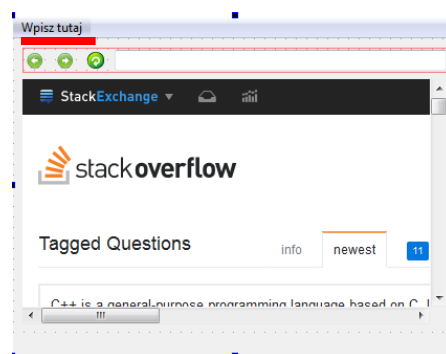 Wpisz tutaj
StackExchange
stackoverflow
Tagged Questions
info newest 11
C++ is a general-purpose programming language based on C.